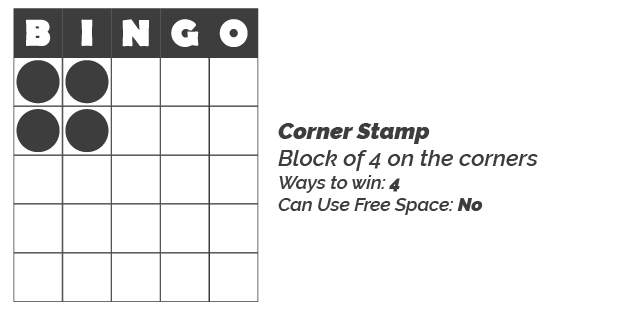 B I N G O
Corner Stamp
Block of 4 on the corners
Ways to win: 4
Can Use Free Space: No